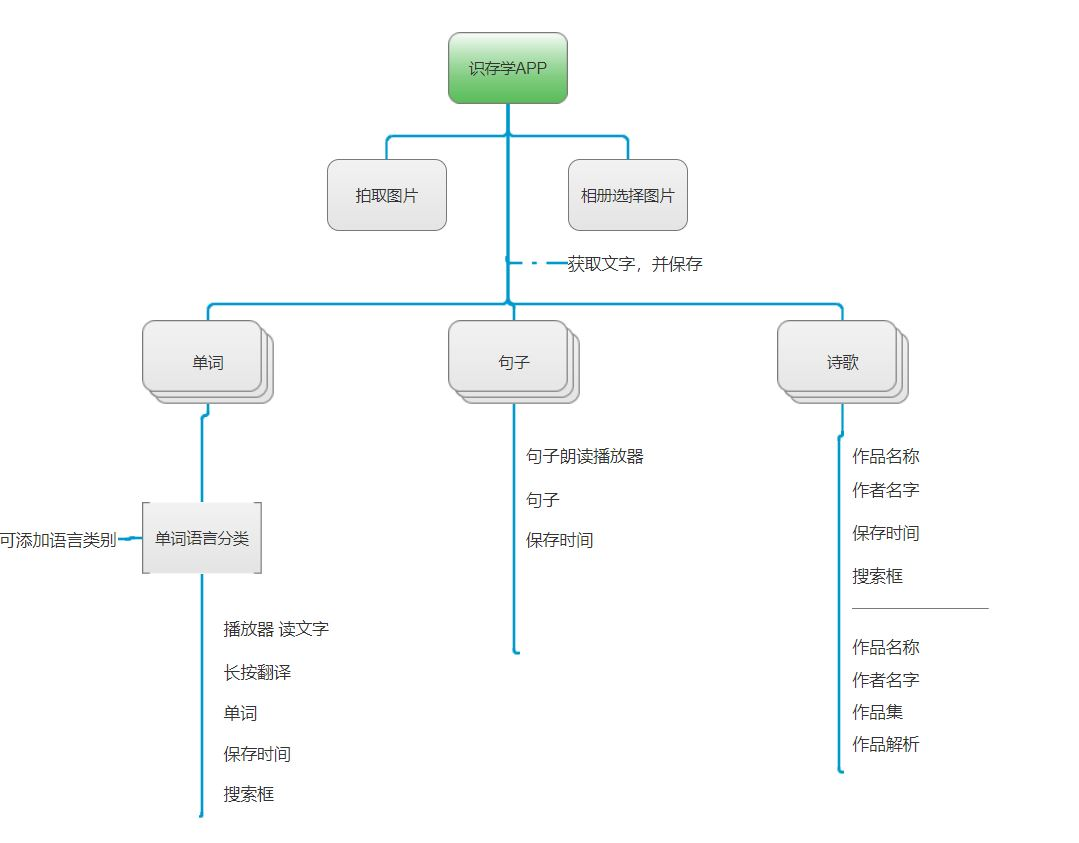 识存学APP
拍取图片
相册选择图片
获取文字，并保存
单词
句子
诗歌
可添加语言类别
单词语言分类
播放器 读文字
长按翻译
单词
保存时间
搜索框
句子朗读播放器
句子
保存时间
作品名称
作者名字
保存时间
搜索框
作品名称
作者名字
作品集
作品解析